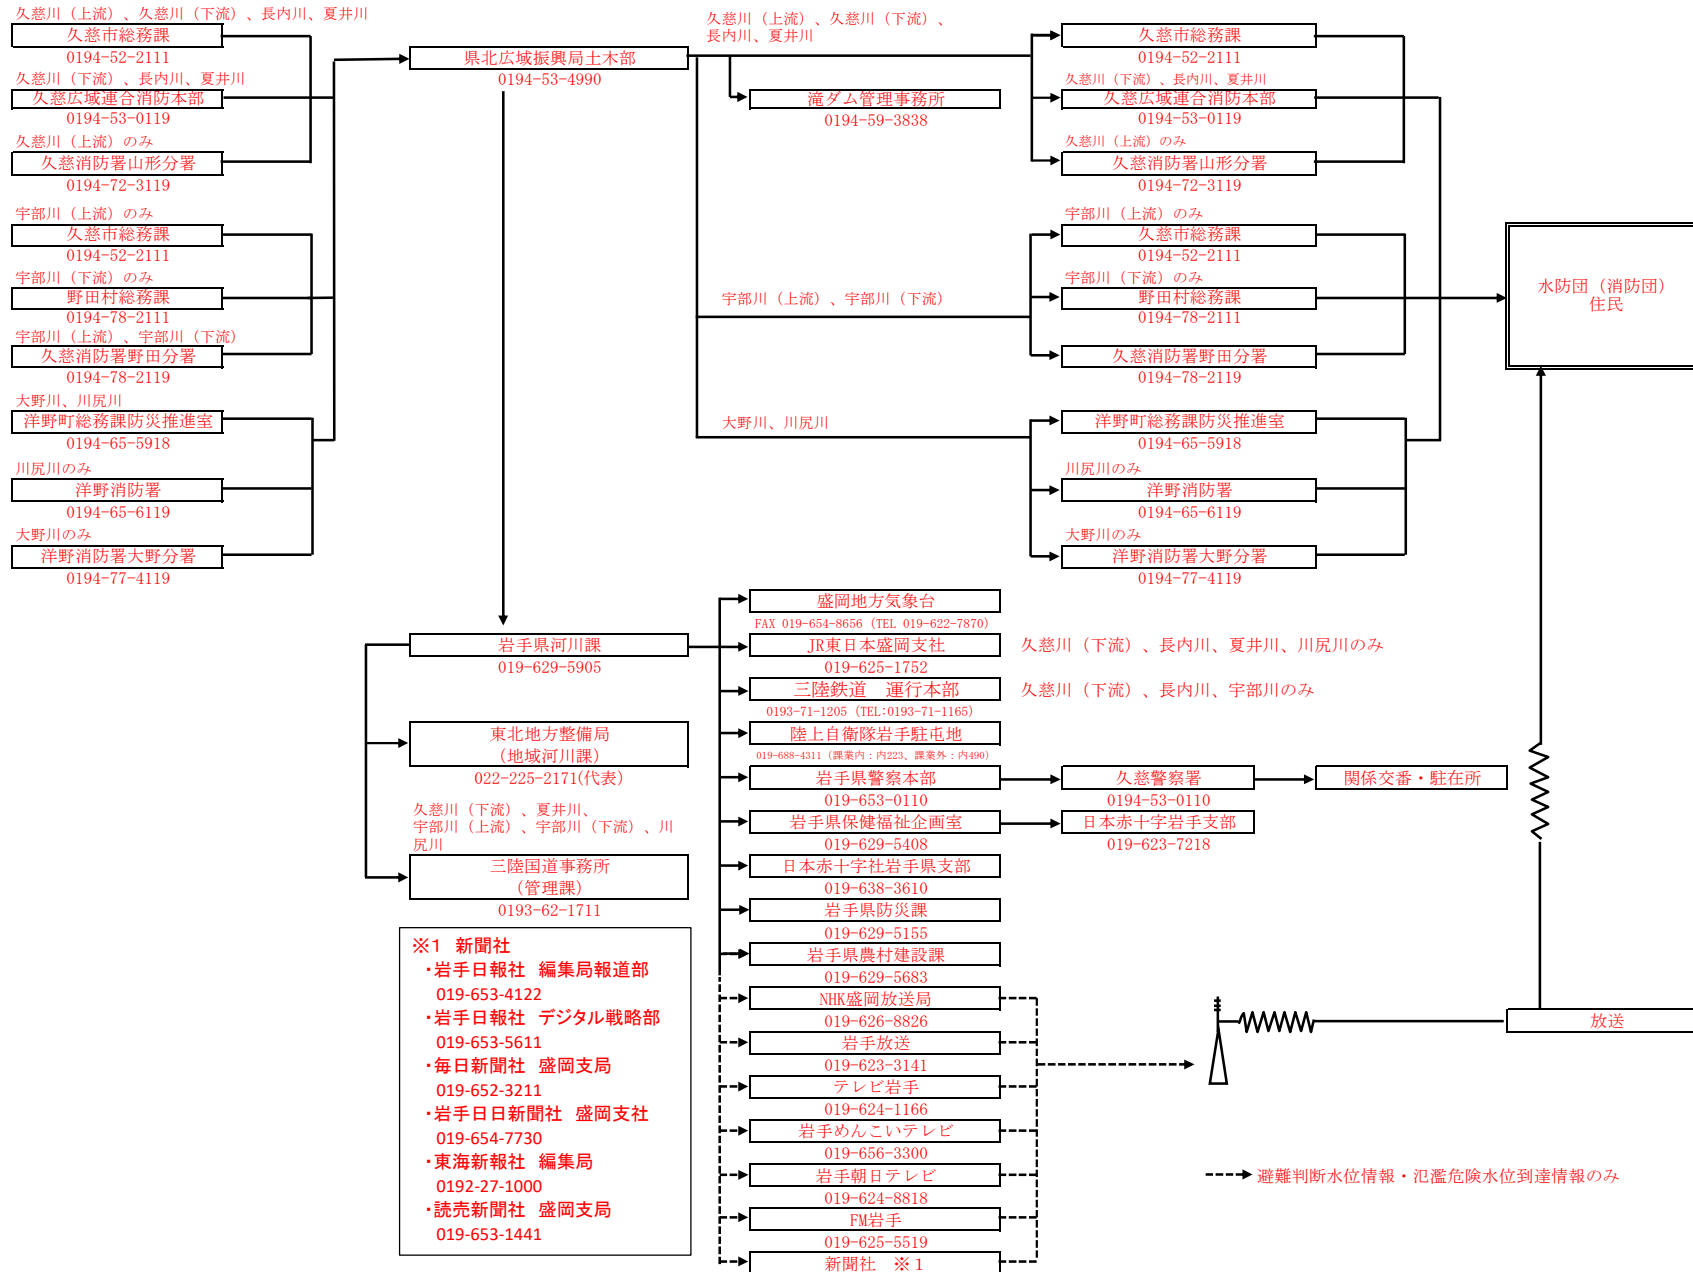 久慈川（上流）、久慈川（下流）、長内川、夏井川
久慈市総務課
0194-52-2111
久慈川（下流）、長内川、夏井川
久慈広域連合消防本部
0194-53-0119
久慈川（上流）のみ
久慈消防署山形分署
0194-72-3119
宇部川（上流）のみ
久慈市総務課
0194-52-2111
宇部川（下流）のみ
野田村総務課
0194-78-2111
宇部川（上流）、宇部川（下流）
久慈消防署野田分署
0194-78-2119
大野川、川尻川
洋野町総務課防災推進室
0194-65-5918
川尻川のみ
洋野消防署
0194-65-6119
大野川のみ
洋野消防署大野分署
0194-77-4119
県北広域振興局土木部
0194-53-4990
久慈川（上流）、久慈川（下流）、
長内川、夏井川
滝ダム管理事務所
0194-59-3838
宇部川（上流）、宇部川（下流）
大野川、川尻川
久慈市総務課
0194-52-2111
久慈川（下流）、長内川、夏井川
久慈広域連合消防本部
0194-53-0119
久慈川（上流）のみ
久慈消防署山形分署
0194-72-3119
宇部川（上流）のみ
久慈市総務課
0194-52-2111
宇部川（下流）のみ
野田村総務課
0194-78-2111
久慈消防署野田分署
0194-78-2119
洋野町総務課防災推進室
0194-65-5918
川尻川のみ
洋野消防署
0194-65-6119
大野川のみ
洋野消防署大野分署
0194-77-4119
水防団（消防団）
住民
岩手県河川課
019-629-5905
東北地方整備局
（地域河川課）
022-225-2171(代表)
久慈川（下流）、夏井川、
宇部川（上流）、宇部川（下流）、川
尻川
三陸国道事務所
（管理課）
0193-62-1711
※1　新聞社
・岩手日報社　編集局報道部
019-653-4122
・岩手日報社　デジタル戦略部
019-653-5611
・毎日新聞社　盛岡支局
019-652-3211
・岩手日日新聞社　盛岡支社
019-654-7730
・東海新報社　編集局
0192-27-1000
・読売新聞社　盛岡支局
019-653-1441
盛岡地方気象台
FAX 019-654-8656（TEL 019-622-7870）
JR東日本盛岡支社
019-625-1752
久慈川（下流）、長内川、夏井川、川尻川のみ
三陸鉄道　運行本部
0193-71-1205（TEL:0193-71-1165）
久慈川（下流）、長内川、宇部川のみ
陸上自衛隊岩手駐屯地
019-688-4311（課業内：内223、課業外：内490）
岩手県警察本部
019-653-0110
久慈警察署
0194-53-0110
関係交番・駐在所
岩手県保健福祉企画室
019-629-5408
日本赤十字岩手支部
019-623-7218
日本赤十字社岩手県支部
019-638-3610
岩手県防災課
019-629-5155
岩手県農村建設課
019-629-5683
NHK盛岡放送局
019-626-8826
岩手放送
019-623-3141
テレビ岩手
019-624-1166
岩手めんこいテレビ
019-656-3300
岩手朝日テレビ
019-624-8818
FM岩手
019-625-5519
新聞社　※１
放送
避難判断水位情報・氾濫危険水位到達情報のみ